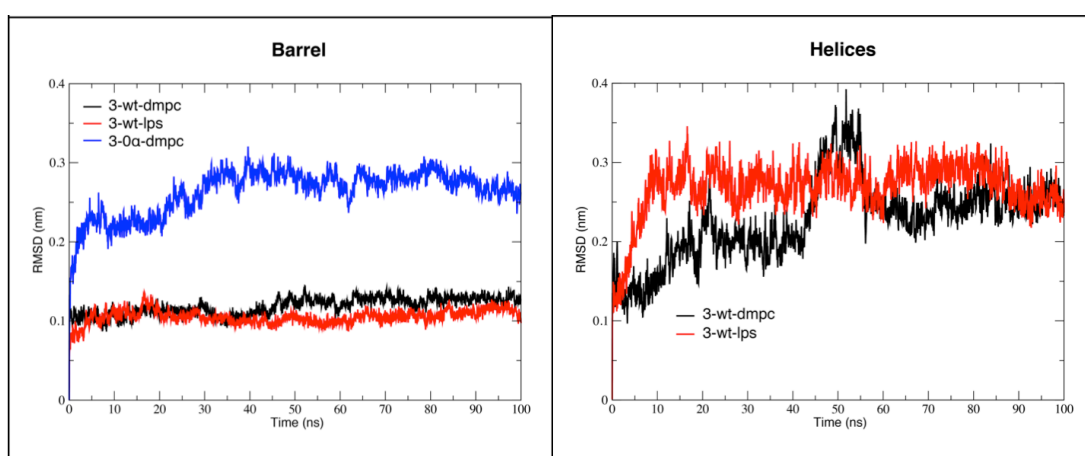 Barrel
0.4
0.3
0.2
0.1
0
RMSD (nm)
3-wt-dmpc
3-wt-lps
3-0α-dmpc
0 10 20 30 40 50 60 70 80 90 100
Time (ns)
Helices
0.4
0.3
0.2
0.1
0
RMSD (nm)
3-wt-dmpc
3-wt-lps
0 10 20 30 40 50 60 70 80 90 100
Time (ns)